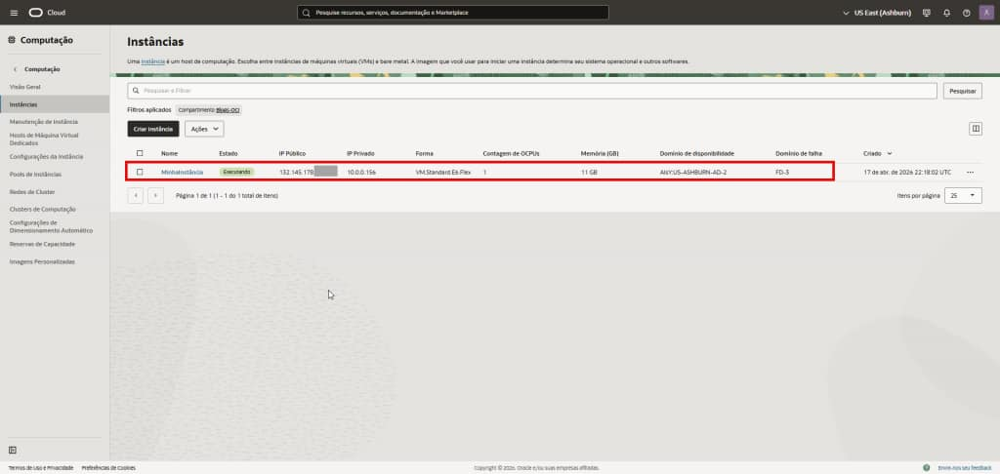 Cloud
Pesquise recursos, serviços, documentação e Marketplace
US East (Ashburn)
Computação
Computação
Visão Geral
Instâncias
Manutenção de Instância
Hosts de Máquina Virtual
Dedicados
Configurações da Instância
Pools de Instâncias
Redes de Cluster
Clusters de Computação
Configurações de
Dimensionamento Automático
Reservas de Capacidade
Imagens Personalizadas
Instâncias
Uma instância é um host de computação. Escolha entre instâncias de máquinas virtuais (VMs) e bare metal. A imagem que você usar para iniciar uma instância determina seu sistema operacional e outros softwares.
Pesquisar e Filtrar
Pesquisar
Filtros aplicados Compartimento
Criar instância Ações
Nome Estado IP Público IP Privado Forma Contagem de OCPUs Memória (GB) Domínio de disponibilidade Domínio de falha Criado
MinhaInstância Executando 132.145.178 10.0.0.156 VM.Standard.E6.Flex 1 11 GB US-ASHBURN-AD-2 FD-3 17 de abr. de 2026 22:18:02 UTC
Página 1 de 1 (1 - 1 do 1 total de itens) Itens por página 25
Termos de Uso e Privacidade Preferências de Cookies Copyright © 2026, Oracle e/ou suas empresas afiliadas. Envie-nos seu feedback